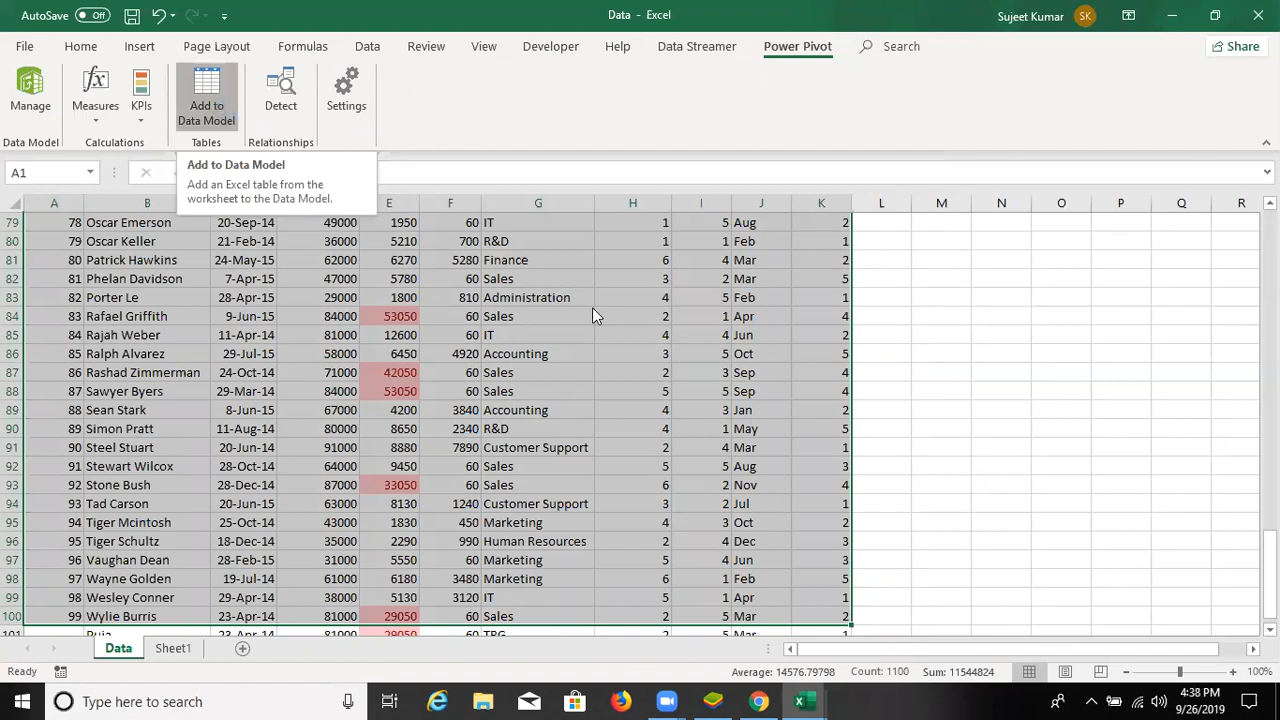 AutoSave Off Data - Excel Sujeet Kumar SK
File Home Insert Page Layout Formulas Data Review View Developer Help Data Streamer Power Pivot Search Share
Manage Measures KPIs Add to Data Model Detect Settings
Data Model Calculations Tables Relationships
A1
Add to Data Model
Add an Excel table from the
worksheet to the Data Model.
A B E F G H I J K L M N O P Q R
79 78 Oscar Emerson 20-Sep-14 49000 1950 60 IT 1 5 Aug 2
80 79 Oscar Keller 21-Feb-14 36000 5210 700 R&D 1 1 Feb 1
81 80 Patrick Hawkins 24-May-15 62000 6270 5280 Finance 6 4 Mar 2
82 81 Phelan Davidson 7-Apr-15 47000 5780 60 Sales 3 2 Mar 5
83 82 Porter Le 28-Apr-15 29000 1800 810 Administration 4 5 Feb 1
84 83 Rafael Griffith 9-Jun-15 84000 53050 60 Sales 2 1 Apr 4
85 84 Rajah Weber 11-Apr-14 81000 12600 60 IT 4 4 Jun 2
86 85 Ralph Alvarez 29-Jul-15 58000 6450 4920 Accounting 3 5 Oct 5
87 86 Rashad Zimmerman 24-Oct-14 71000 42050 60 Sales 2 3 Sep 4
88 87 Sawyer Byers 29-Mar-14 84000 53050 60 Sales 5 5 Sep 4
89 88 Sean Stark 8-Jun-15 67000 4200 3840 Accounting 4 3 Jan 2
90 89 Simon Pratt 11-Aug-14 80000 8650 2340 R&D 4 1 May 5
91 90 Steel Stuart 20-Jun-14 91000 8880 7890 Customer Support 2 4 Mar 1
92 91 Stewart Wilcox 28-Oct-14 64000 9450 60 Sales 5 5 Aug 3
93 92 Stone Bush 28-Dec-14 87000 33050 60 Sales 6 2 Nov 4
94 93 Tad Carson 20-Jun-15 63000 8130 1240 Customer Support 3 2 Jul 1
95 94 Tiger Mcintosh 25-Oct-14 43000 1830 450 Marketing 4 3 Oct 2
96 95 Tiger Schultz 18-Dec-14 35000 2290 990 Human Resources 2 4 Dec 3
97 96 Vaughan Dean 28-Feb-15 31000 5550 60 Marketing 5 4 Jun 3
98 97 Wayne Golden 19-Jul-14 61000 6180 3480 Marketing 6 1 Feb 5
99 98 Wesley Conner 29-Apr-14 38000 5130 3120 IT 5 1 Apr 1
100 99 Wylie Burris 23-Apr-14 81000 29050 60 Sales 2 5 Mar 2
101 Puja 23-Apr-14 81000 29050 60 TRG 2 5 Mar 1
Data Sheet1
Ready Average: 14576.79798 Count: 1100 Sum: 11544824 100%
Type here to search 4:38 PM
9/26/2019